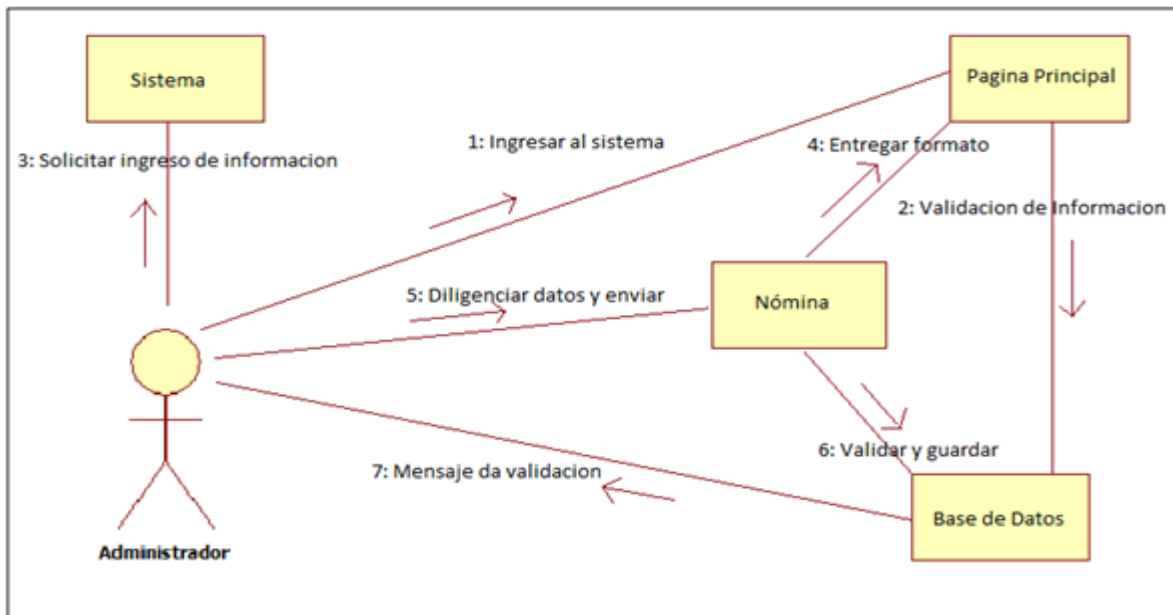 Sistema
Pagina Principal
1: Ingresar al sistema
4: Entregar formato
3: Solicitar ingreso de informacion
2: Validacion de Informacion
5: Diligenciar datos y enviar
Nómina
6: Validar y guardar
7: Mensaje da validacion
Base de Datos
Administrador